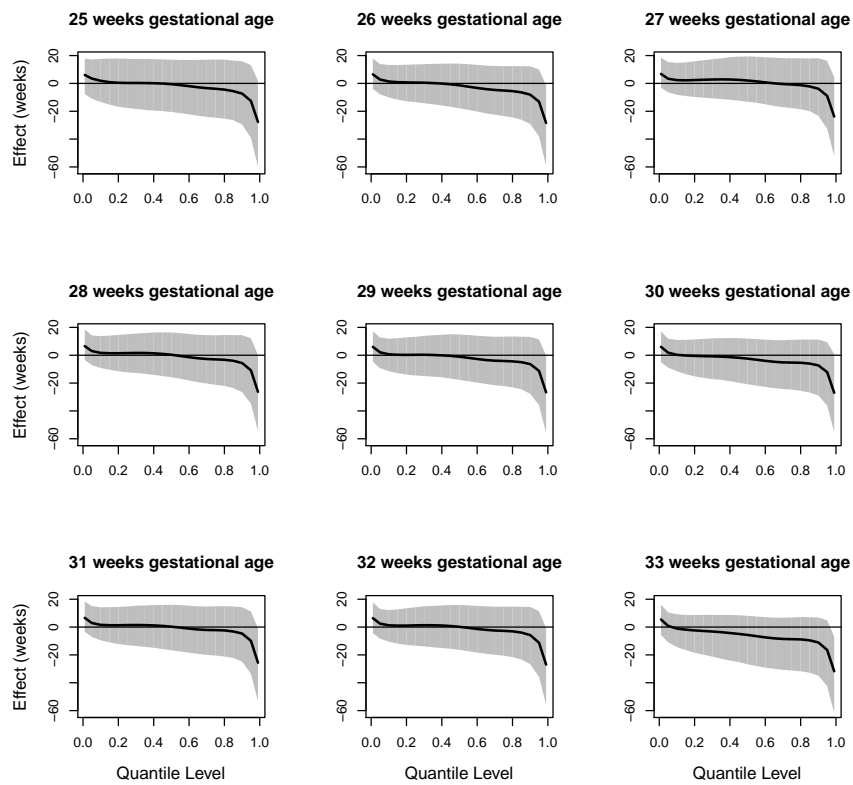 25 weeks gestational age
26 weeks gestational age
27 weeks gestational age
Effect (weeks)
20
0
−20
−60
0.0 0.2 0.4 0.6 0.8 1.0
20
0
−20
−60
0.0 0.2 0.4 0.6 0.8 1.0
20
0
−20
−60
0.0 0.2 0.4 0.6 0.8 1.0
28 weeks gestational age
29 weeks gestational age
30 weeks gestational age
Effect (weeks)
20
0
−20
−60
0.0 0.2 0.4 0.6 0.8 1.0
20
0
−20
−60
0.0 0.2 0.4 0.6 0.8 1.0
20
0
−20
−60
0.0 0.2 0.4 0.6 0.8 1.0
31 weeks gestational age
32 weeks gestational age
33 weeks gestational age
Effect (weeks)
20
0
−20
−60
0.0 0.2 0.4 0.6 0.8 1.0
20
0
−20
−60
0.0 0.2 0.4 0.6 0.8 1.0
20
0
−20
−60
0.0 0.2 0.4 0.6 0.8 1.0
Quantile Level
Quantile Level
Quantile Level